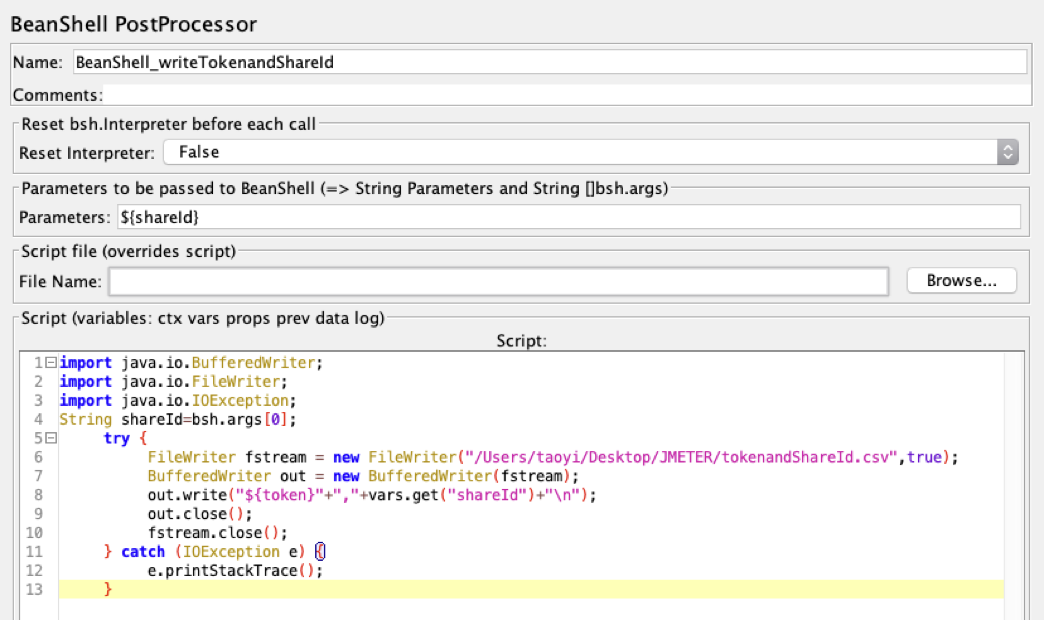 BeanShell PostProcessor
Name: BeanShell_writeTokenandShareId
Comments:
Reset bsh.Interpreter before each call
Reset Interpreter: False
Parameters to be passed to BeanShell (=> String Parameters and String []bsh.args)
Parameters: ${shareId}
Script file (overrides script)
File Name: Browse...
Script (variables: ctx vars props prev data log)
Script:
1 import java.io.BufferedWriter;
2 import java.io.FileWriter;
3 import java.io.IOException;
4 String shareId=bsh.args[0];
5 try {
6 FileWriter fstream = new FileWriter("/Users/taoyi/Desktop/JMETER/tokenandShareId.csv",true);
7 BufferedWriter out = new BufferedWriter(fstream);
8 out.write("${token}"+","+vars.get("shareId")+"\n");
9 out.close();
10 fstream.close();
11 } catch (IOException e) {
12 e.printStackTrace();
13 }